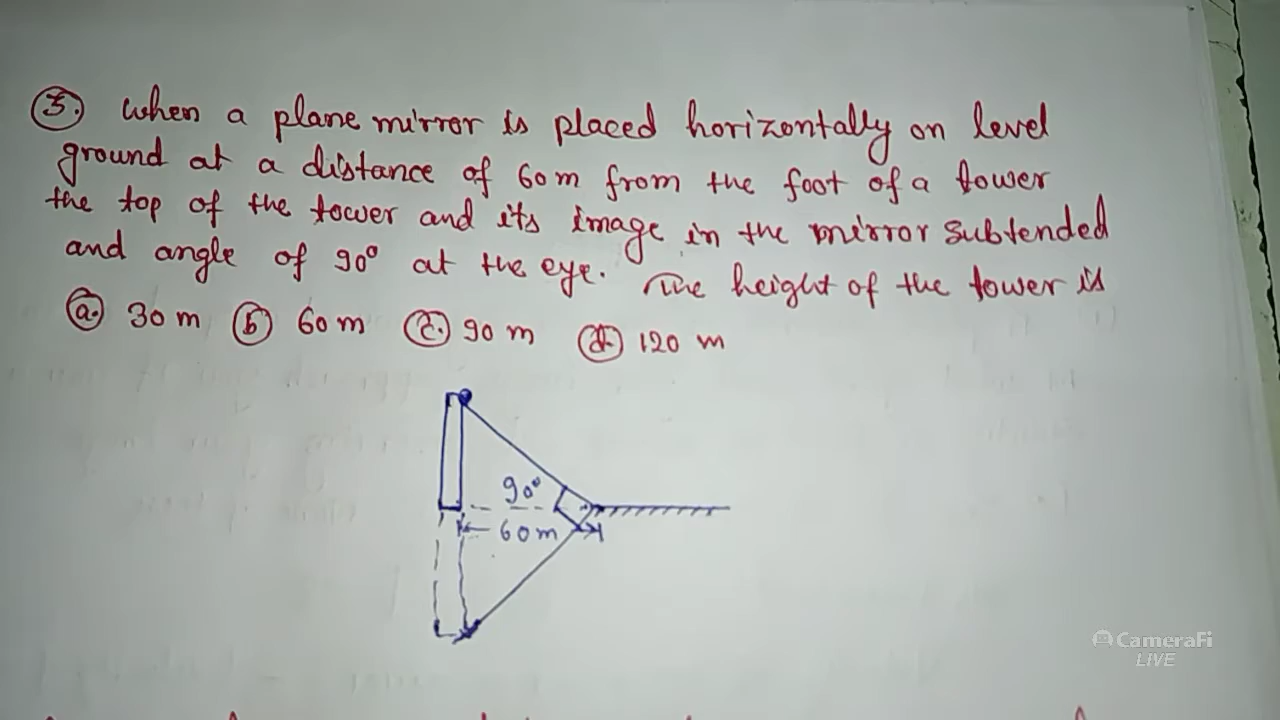 3. When a plane mirror is placed horizontally on level
ground at a distance of 60m from the foot of a tower
the top of the tower and its image in the mirror subtended
and angle of 90° at the eye. The height of the tower is
a. 30 m b 60 m c. 90 m d. 120 m
90°
60 m
CameraFi
LIVE